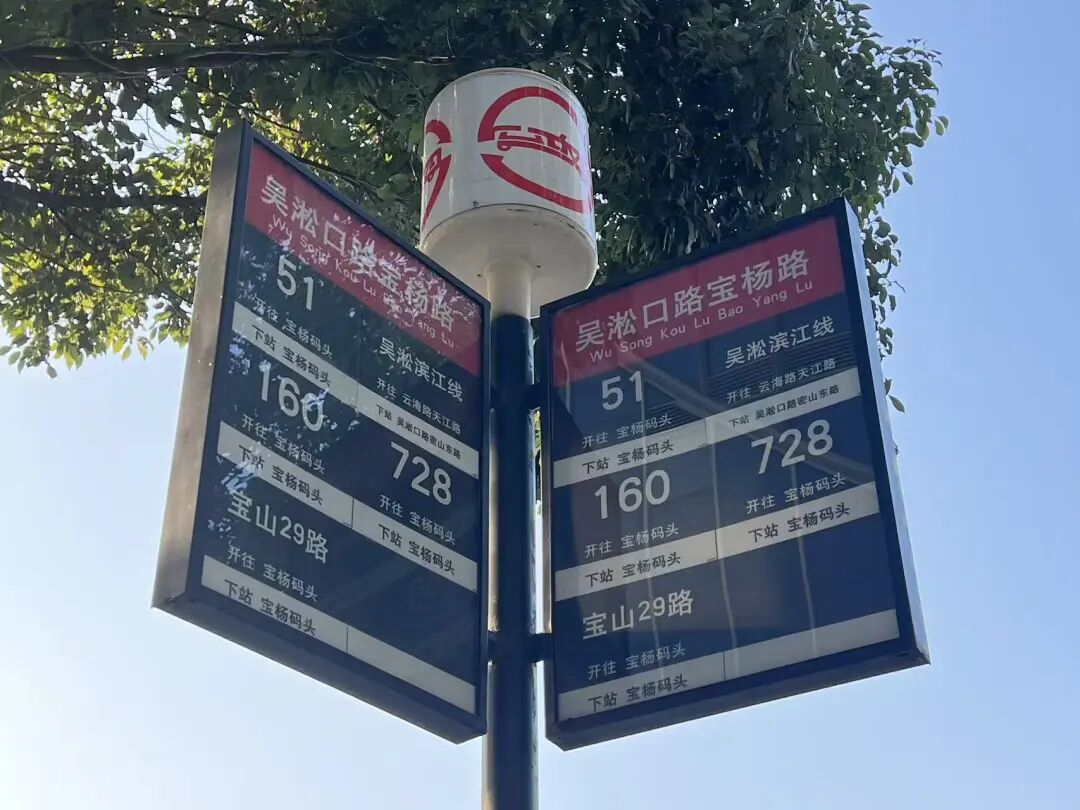 吴淞口路宝杨路
Wu Song Kou Lu Bao Yang Lu
51
开往 宝杨码头
下站 宝杨码头
吴淞滨江线
开往 云海路天江路
下站 吴淞口路密山东路
160
开往 宝杨码头
下站 宝杨码头
728
开往 宝杨码头
下站 宝杨码头
宝山29路
开往 宝杨码头
下站 宝杨码头
吴淞口路宝杨路
Wu Song Kou Lu Bao Yang Lu
51
开往 宝杨码头
下站 宝杨码头
吴淞滨江线
开往 云海路天江路
下站 吴淞口路密山东路
160
开往 宝杨码头
下站 宝杨码头
728
开往 宝杨码头
下站 宝杨码头
宝山29路
开往 宝杨码头
下站 宝杨码头